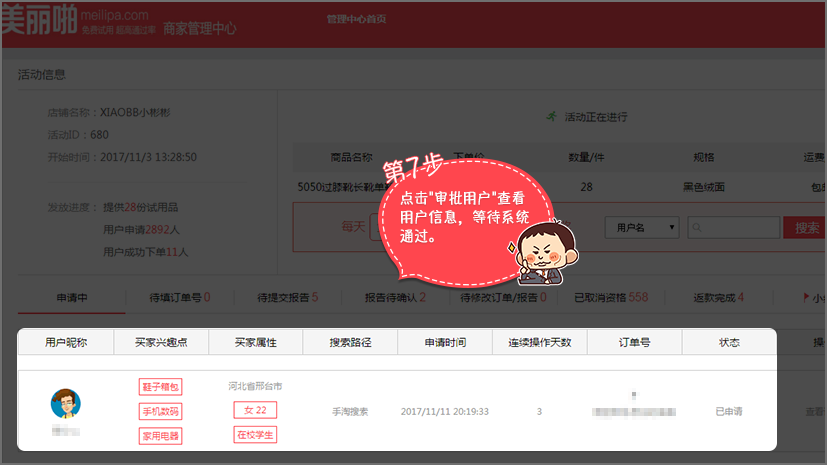 美丽啪 meilipa.com
免费试用 超高通过率 商家管理中心
管理中心首页
活动信息
店铺名称：XIAOBB小彬彬
活动ID：680
开始时间：2017/11/3 13:28:50
活动正在进行
商品名称 下单价 数量/件 规格 运费
5050过膝靴长靴单 28 黑色绒面 包
发放进度： 提供28份试用品
用户申请2892人
用户成功下单11人
每天 用户名 搜索
第7步
点击"审批用户"查看
用户信息，等待系统
通过。
申请中 待填订单号 0 待提交报告 5 报告待确认 2 待修改订单/报告 0 已取消资格 558 返款完成 4 小
用户昵称 买家兴趣点 买家属性 搜索路径 申请时间 连续操作天数 订单号 状态 操
鞋子箱包 河北省邢台市
手机数码 女 22 手淘搜索 2017/11/11 20:19:33 3 已申请 查看
家用电器 在校学生